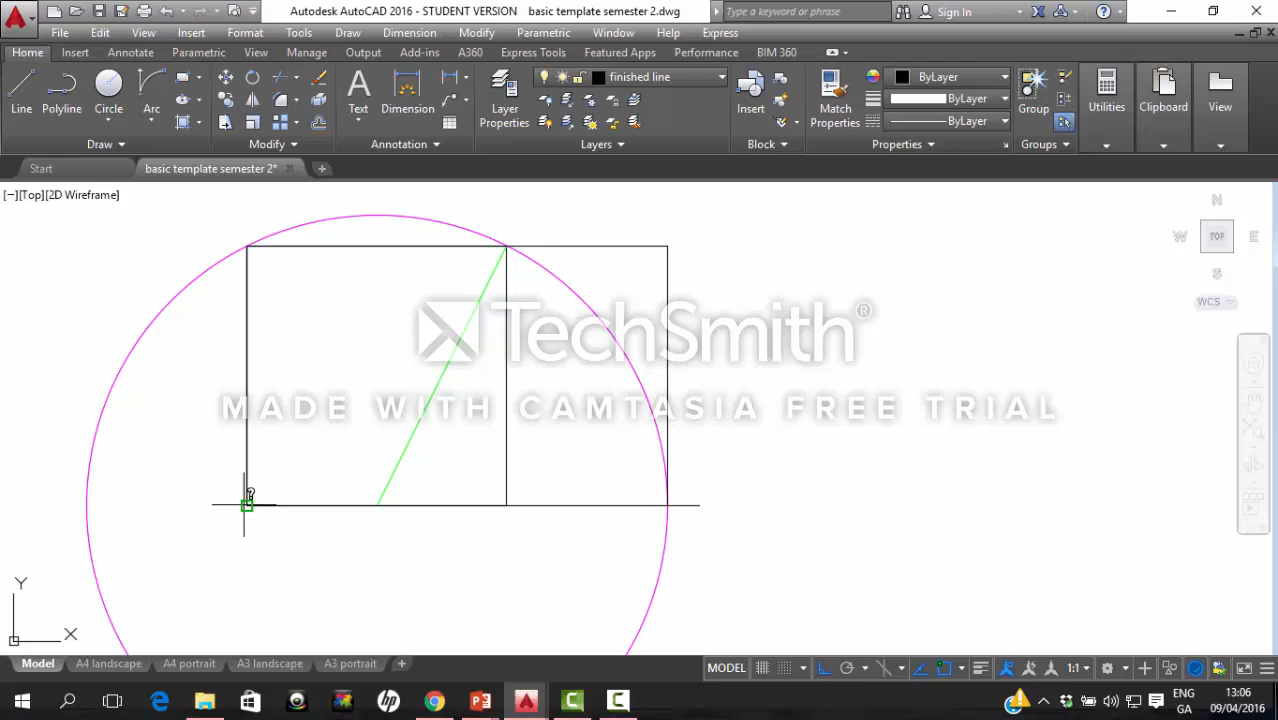 Autodesk AutoCAD 2016 - STUDENT VERSION basic template semester 2.dwg
Type a keyword or phrase
Sign In
File Edit View Insert Format Tools Draw Dimension Modify Parametric Window Help Express
Home Insert Annotate Parametric View Manage Output Add-ins A360 Express Tools Featured Apps Performance BIM 360
finished line
ByLayer
ByLayer
ByLayer
Line Polyline Circle Arc Text Dimension Layer Properties Insert Match Properties Group Utilities Clipboard View
Draw Modify Annotation Layers Block Properties Groups
Start basic template semester 2*
[−][Top][2D Wireframe]
N
W TOP E
S
WCS
TechSmith®
MADE WITH CAMTASIA FREE TRIAL
Y
X
Model A4 landscape A4 portrait A3 landscape A3 portrait
MODEL 1:1
ENG 13:06
GA 09/04/2016